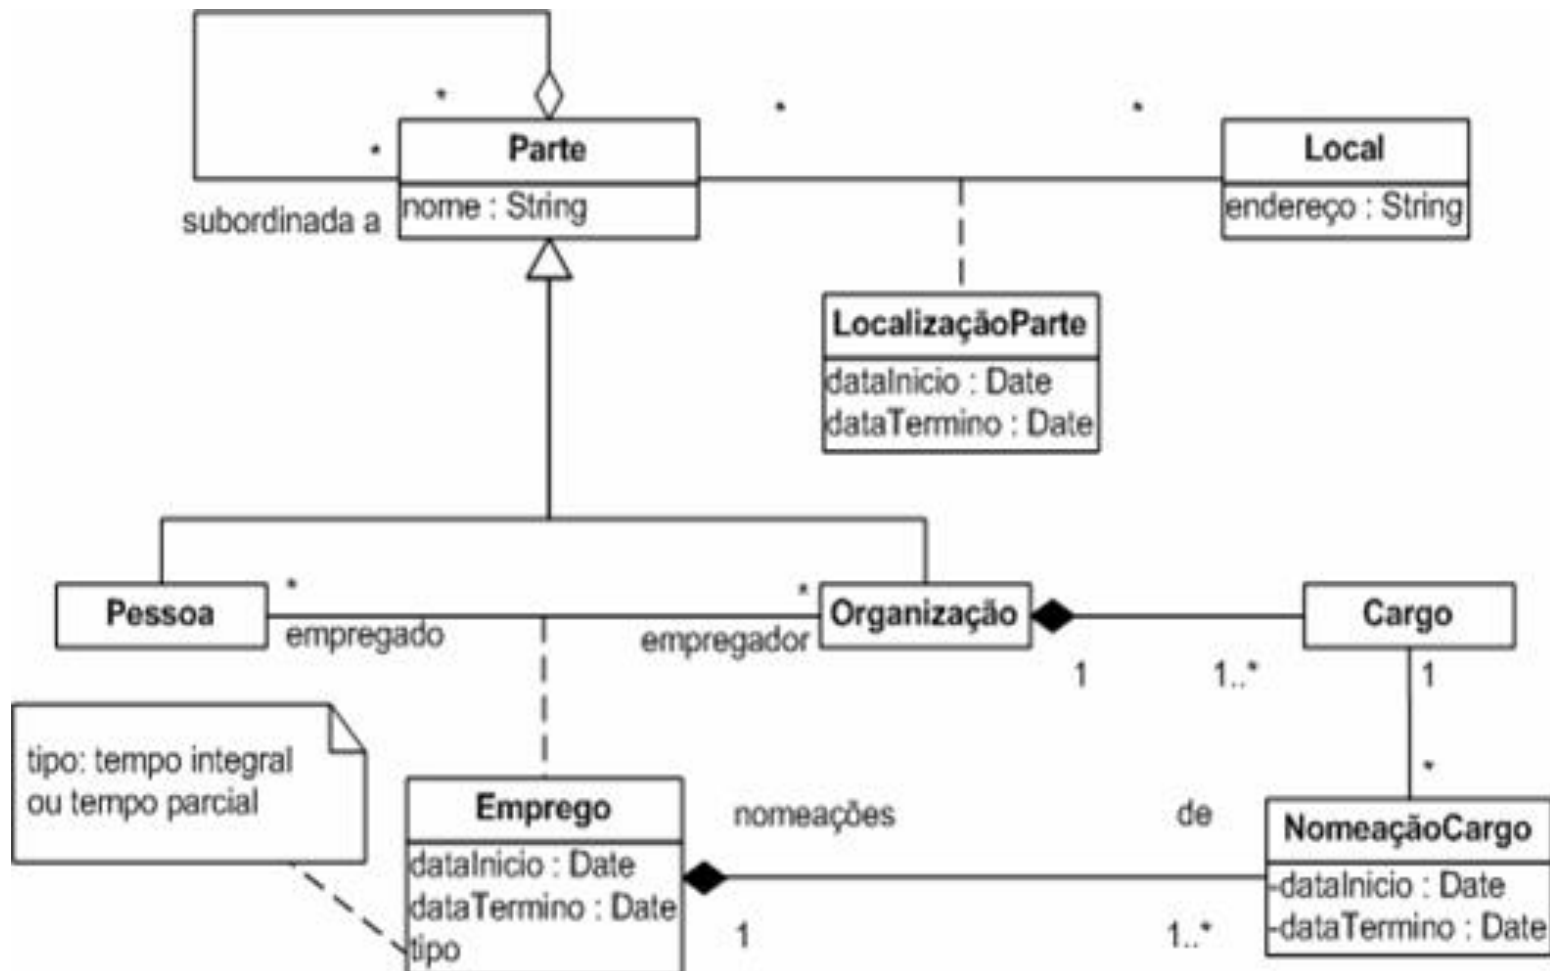 *
*
*
*
Parte
Local
nome : String
endereço : String
subordinada a
LocalizaçãoParte
dataInicio : Date
dataTermino : Date
*
*
Pessoa
Organização
Cargo
empregado
empregador
1
1..*
1
tipo: tempo integral
ou tempo parcial
*
Emprego
nomeações
de
NomeaçãoCargo
dataInicio : Date
-dataInicio : Date
dataTermino : Date
-dataTermino : Date
1
1..*
tipo